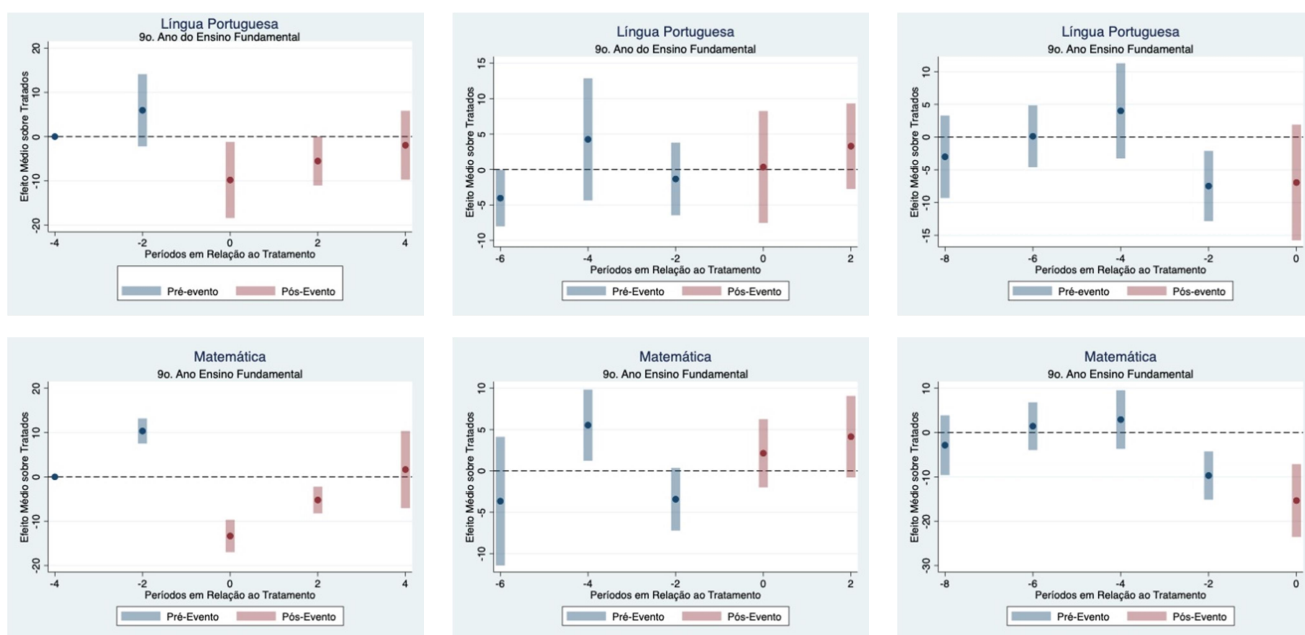 Língua Portuguesa
9o. Ano do Ensino Fundamental
Efeito Médio sobre Tratados
20
10
0
-10
-20
-4
-2
0
2
4
Períodos em Relação ao Tratamento
Pré-evento
Pós-Evento
Língua Portuguesa
9o. Ano do Ensino Fundamental
Efeito Médio sobre Tratados
15
10
5
0
-5
-10
-6
-4
-2
0
2
Períodos em Relação ao Tratamento
Pré-Evento
Pós-Evento
Língua Portuguesa
9o. Ano Ensino Fundamental
Efeito Médio sobre Tratados
10
5
0
-5
-10
-15
-8
-6
-4
-2
0
Períodos em Relação ao Tratamento
Pré-evento
Pós-evento
Matemática
9o. Ano Ensino Fundamental
Efeito Médio sobre Tratados
20
10
0
-10
-20
-4
-2
0
2
4
Períodos em Relação ao Tratamento
Pré-Evento
Pós-Evento
Matemática
9o. Ano Ensino Fundamental
Efeito Médio sobre Tratados
10
5
0
-5
-10
-6
-4
-2
0
2
Períodos em Relação ao Tratamento
Pré-Evento
Pós-Evento
Matemática
9o. Ano Ensino Fundamental
Efeito Médio sobre Tratados
10
0
-10
-20
-30
-8
-6
-4
-2
0
Períodos em Relação ao Tratamento
Pré-Evento
Pós-Evento